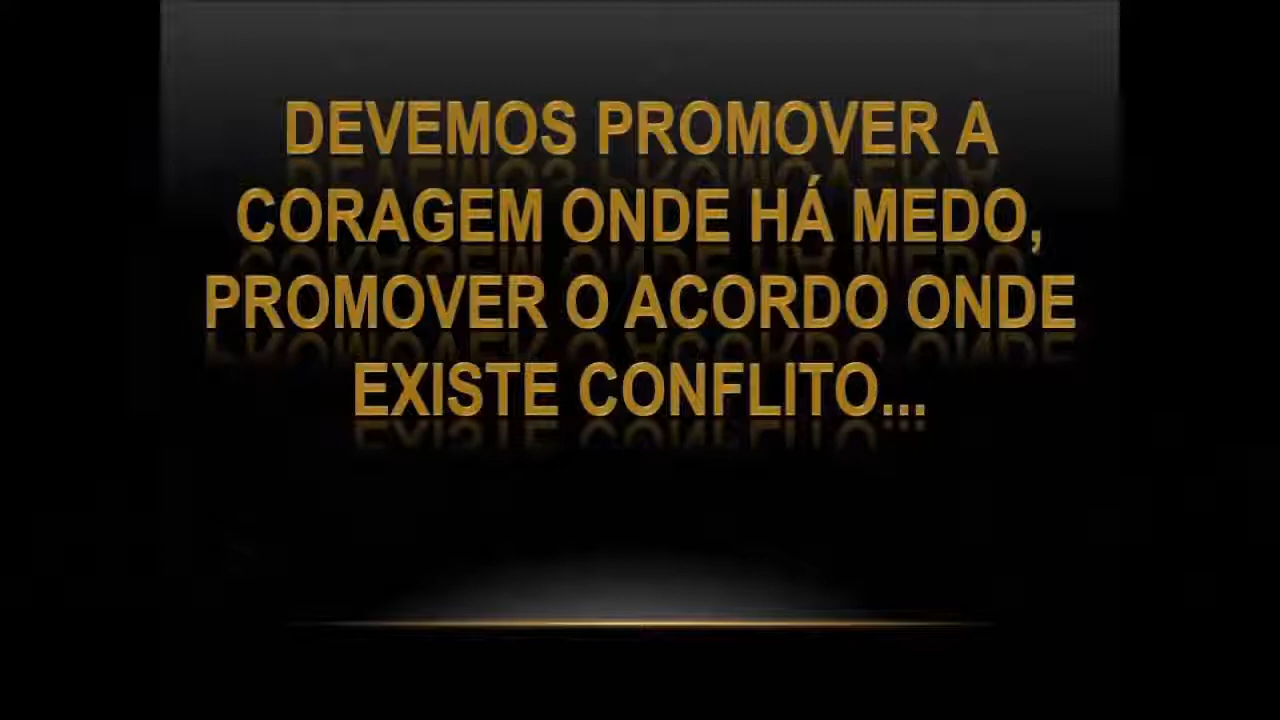 DEVEMOS PROMOVER A
CORAGEM ONDE HÁ MEDO,
PROMOVER O ACORDO ONDE
EXISTE CONFLITO...